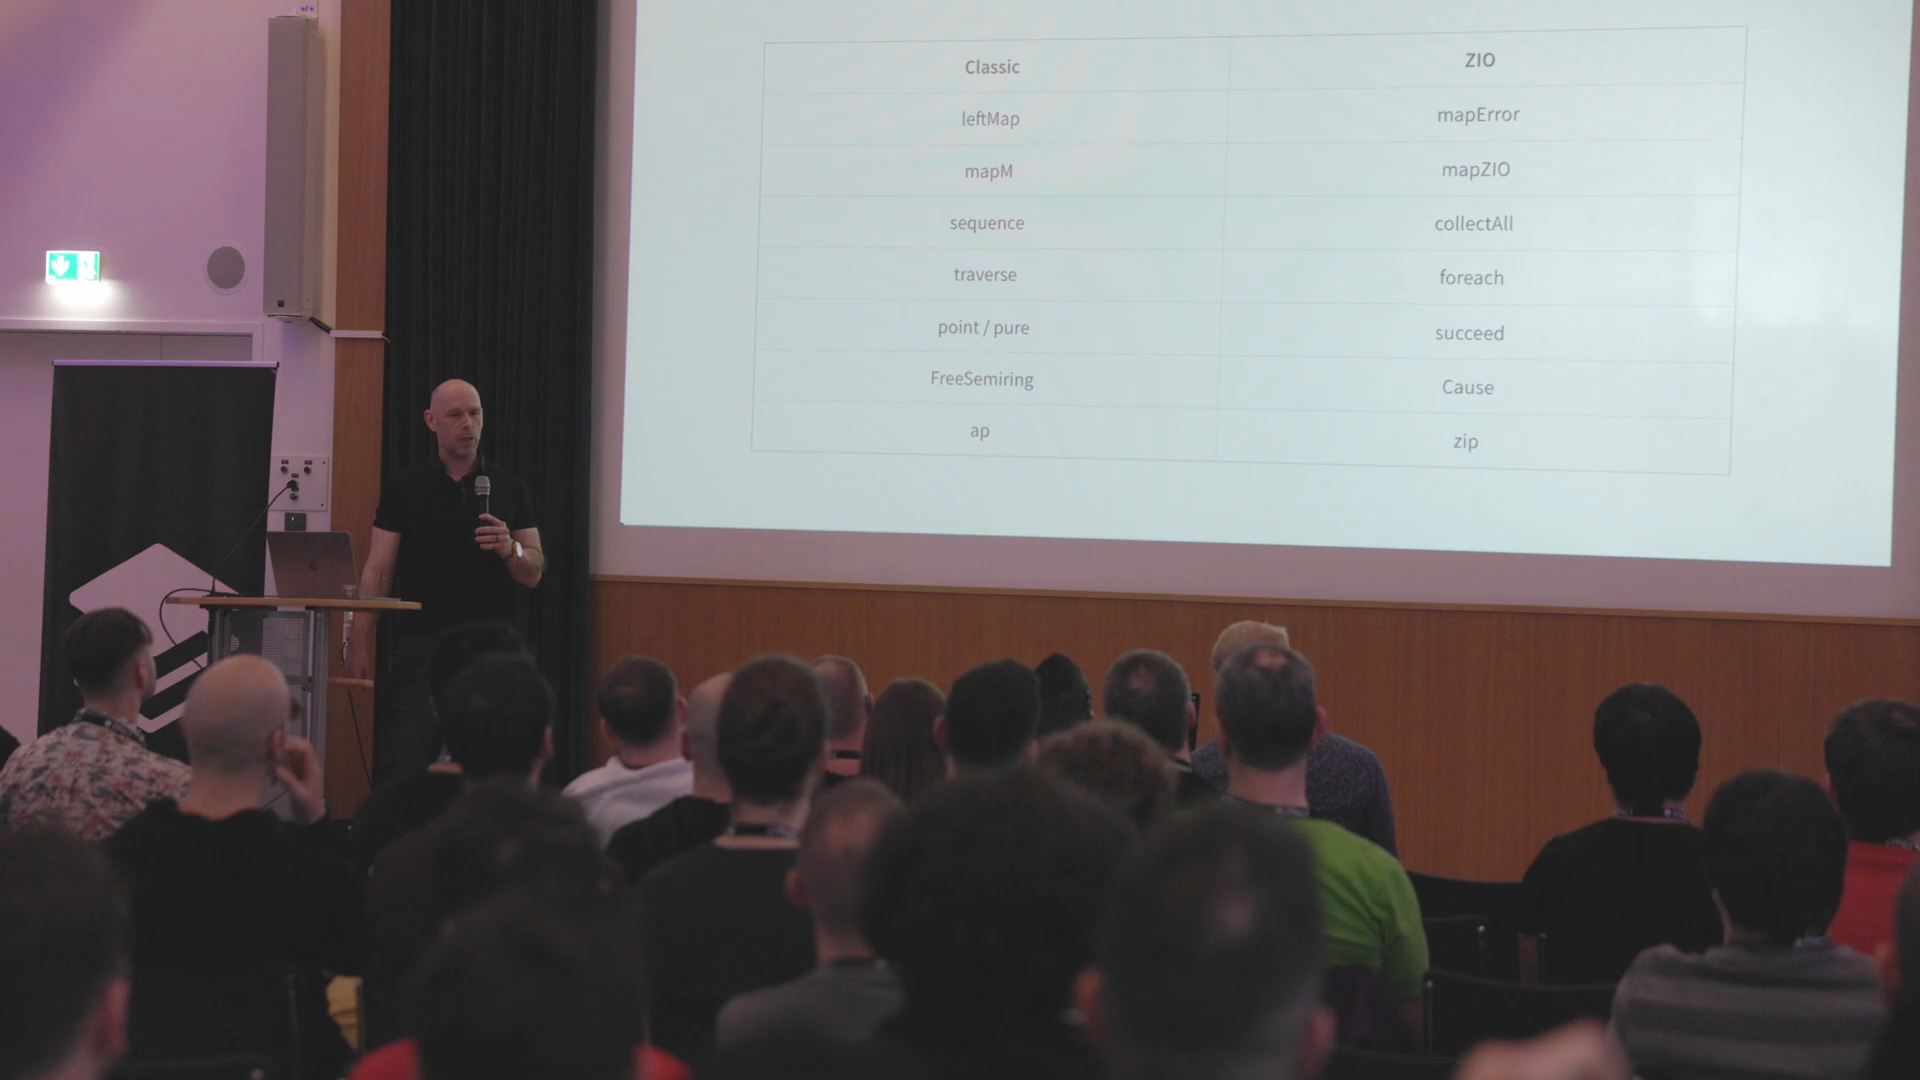 Classic ZIO
leftMap mapError
mapM mapZIO
sequence collectAll
traverse foreach
point / pure succeed
FreeSemiring Cause
ap zip